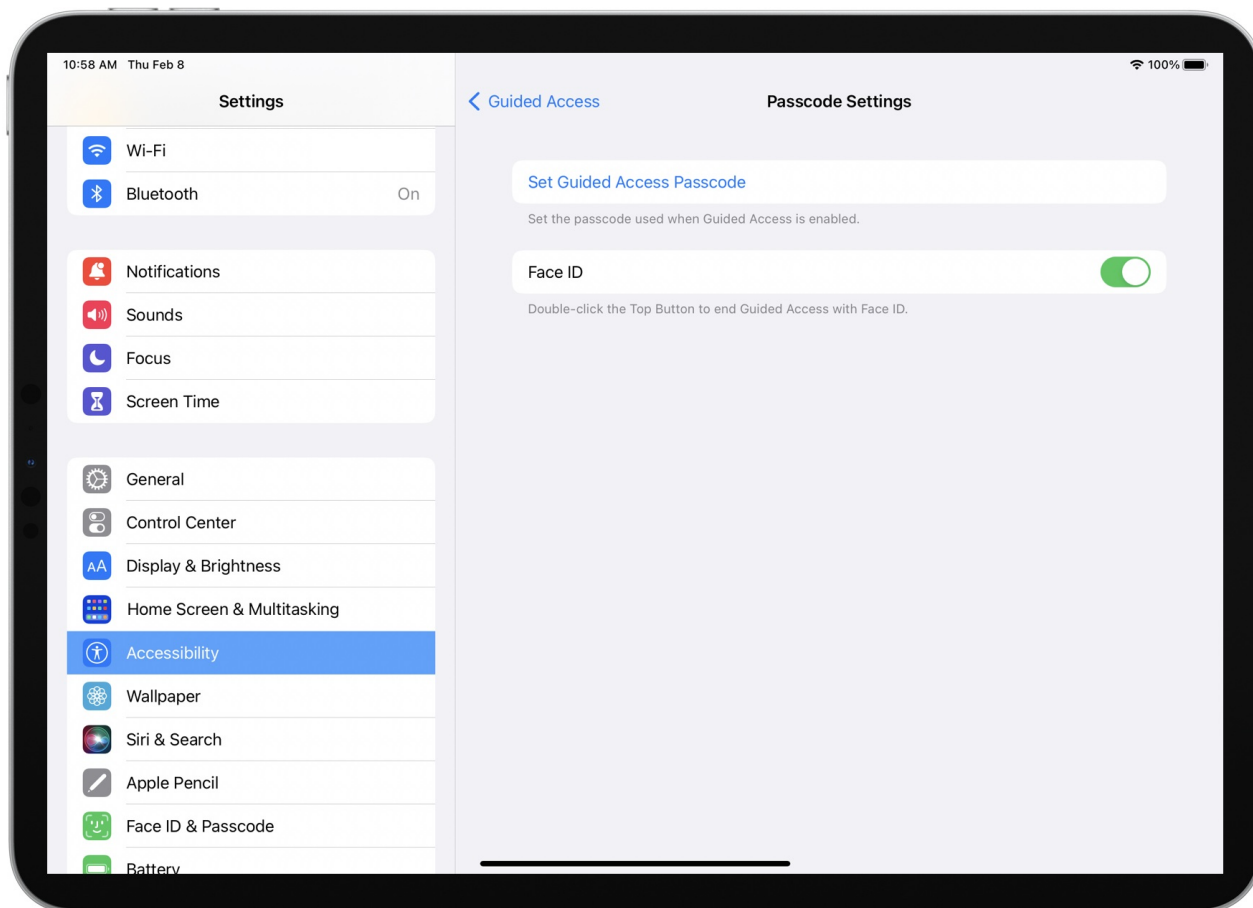 10:58 AM Thu Feb 8
100%
Settings
Wi-Fi
Bluetooth On
Notifications
Sounds
Focus
Screen Time
General
Control Center
AA Display & Brightness
Home Screen & Multitasking
Accessibility
Wallpaper
Siri & Search
Apple Pencil
Face ID & Passcode
Battery
Guided Access
Passcode Settings
Set Guided Access Passcode
Set the passcode used when Guided Access is enabled.
Face ID
Double-click the Top Button to end Guided Access with Face ID.